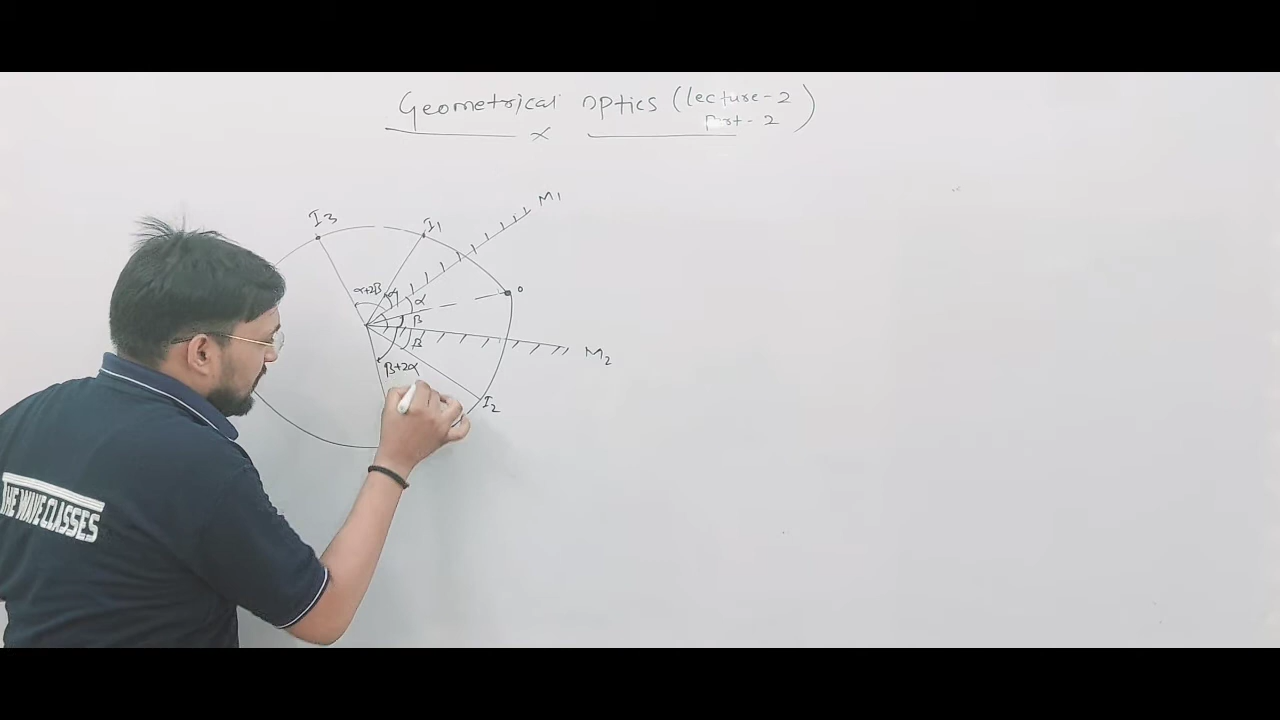 Geometrical Optics (lecture-2
Part-2)
M1
I3
I1
α+2β
α
α
O
β
β
M2
β+2α
I2
THE WAVE CLASSES